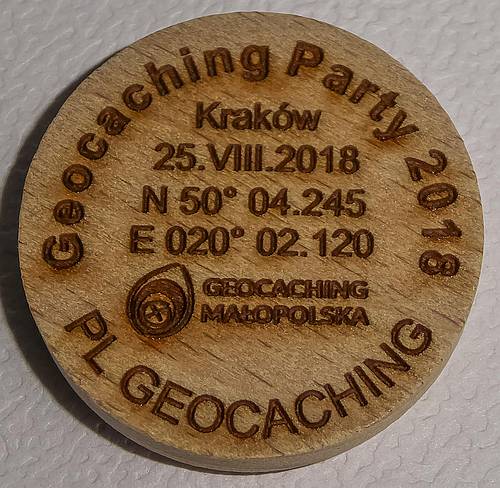 Geocaching Party 2018
Kraków
25.VIII.2018
N 50° 04.245
E 020° 02.120
GEOCACHING
MAŁOPOLSKA
PL GEOCACHING